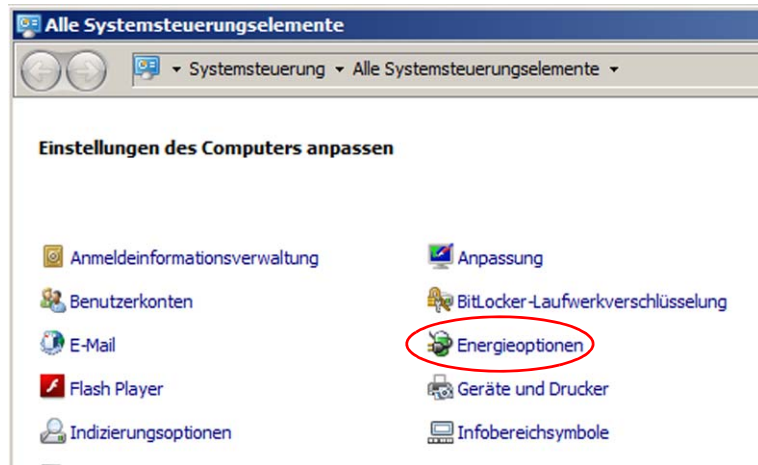 Alle Systemsteuerungselemente
Systemsteuerung Alle Systemsteuerungselemente
Einstellungen des Computers anpassen
Anmeldeinformationsverwaltung Anpassung
Benutzerkonten BitLocker-Laufwerkverschlüsselung
E-Mail Energieoptionen
Flash Player Geräte und Drucker
Indizierungsoptionen Infobereichsymbole